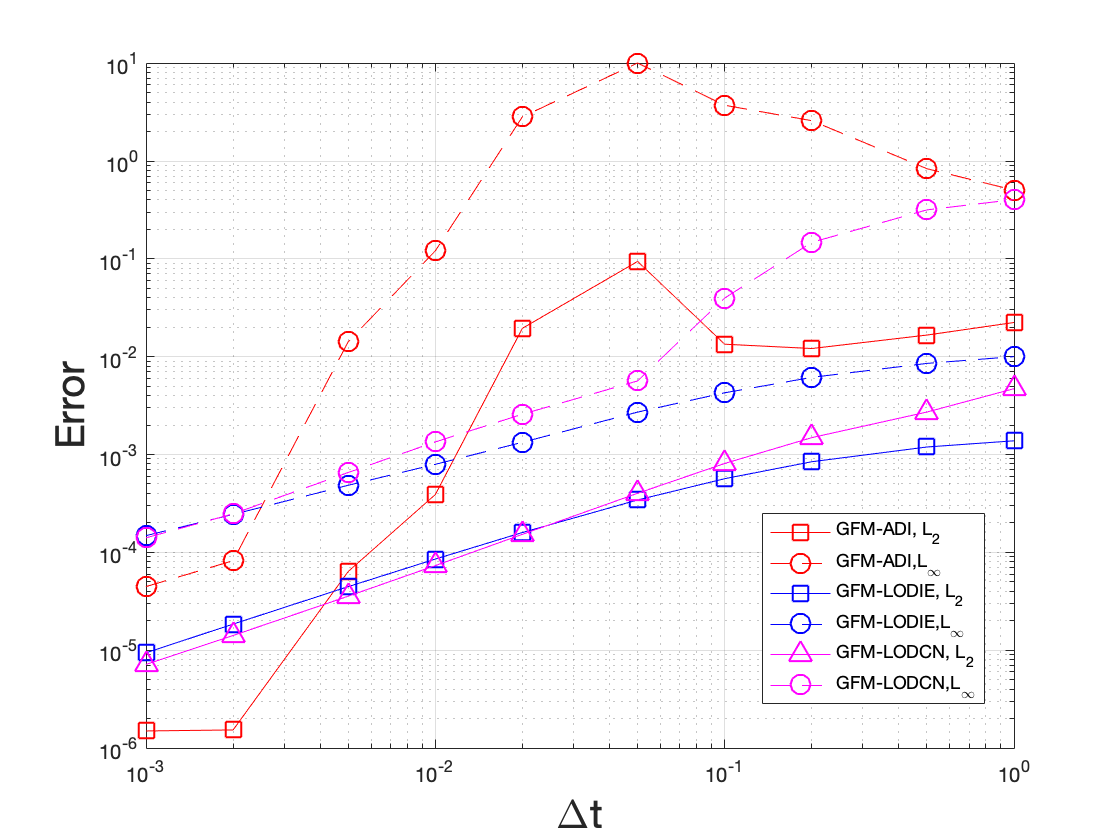 10^1
10^0
10^-1
10^-2
10^-3
10^-4
10^-5
10^-6
Error
GFM-ADI, L_2
GFM-ADI,L_∞
GFM-LODIE, L_2
GFM-LODIE,L_∞
GFM-LODCN, L_2
GFM-LODCN,L_∞
10^-3 10^-2 10^-1 10^0
Δt